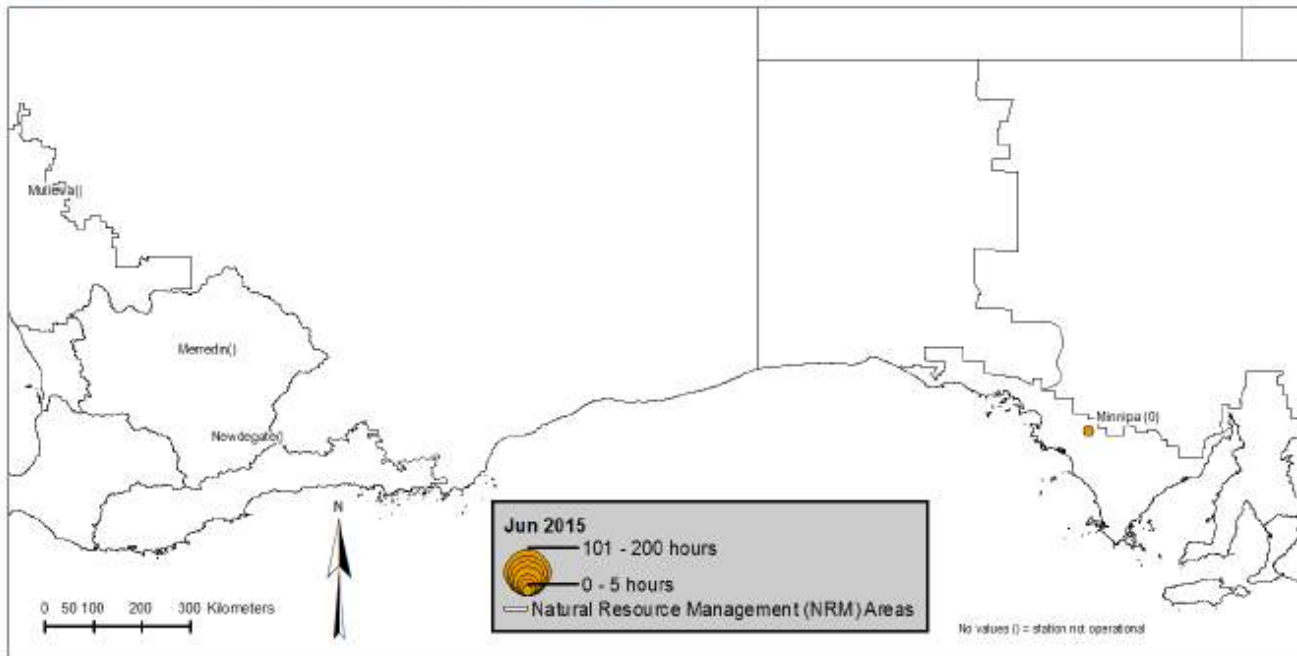 Mullewa()
Merredin()
Newdegate()
Minnipa (0)
N
0 50 100 200 300 Kilometers
Jun 2015
101 - 200 hours
0 - 5 hours
Natural Resource Management (NRM) Areas
No values () = station not operational